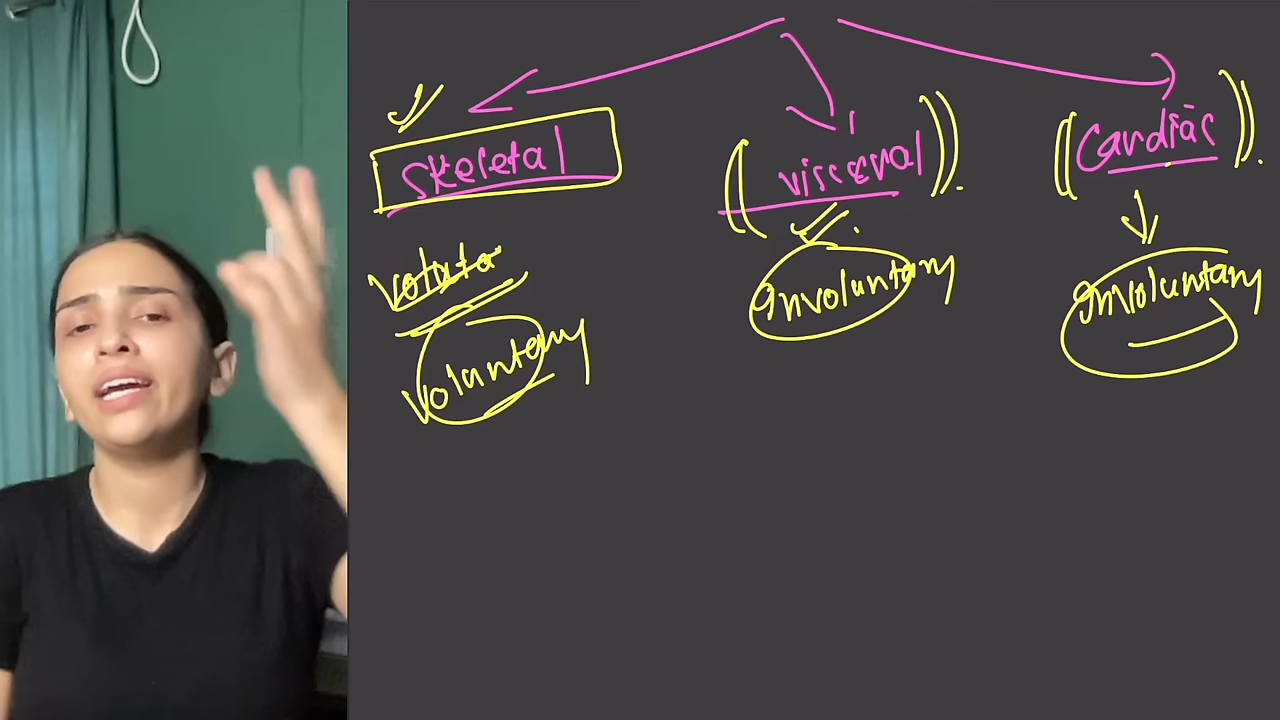 Skeletal
visceral
Cardiac
Voluntary
Involuntary
Involuntary